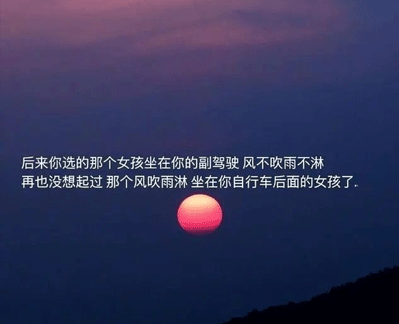 后来你选的那个女孩坐在你的副驾驶 风不吹雨不淋
再也没想起过 那个风吹雨淋 坐在你自行车后面的女孩了.